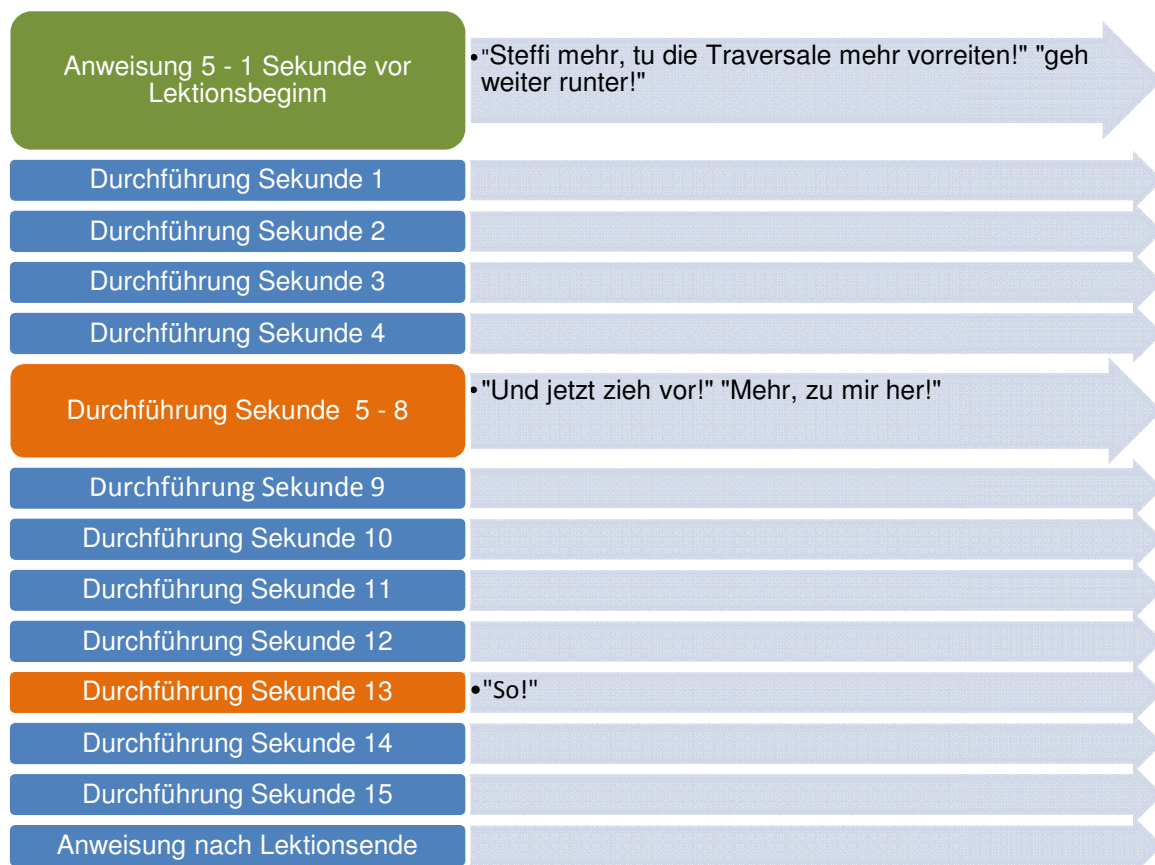 Anweisung 5 - 1 Sekunde vor
Lektionsbeginn
•"Steffi mehr, tu die Traversale mehr vorreiten!" "geh
weiter runter!"
Durchführung Sekunde 1
Durchführung Sekunde 2
Durchführung Sekunde 3
Durchführung Sekunde 4
Durchführung Sekunde 5 - 8
•"Und jetzt zieh vor!" "Mehr, zu mir her!"
Durchführung Sekunde 9
Durchführung Sekunde 10
Durchführung Sekunde 11
Durchführung Sekunde 12
Durchführung Sekunde 13
•"So!"
Durchführung Sekunde 14
Durchführung Sekunde 15
Anweisung nach Lektionsende